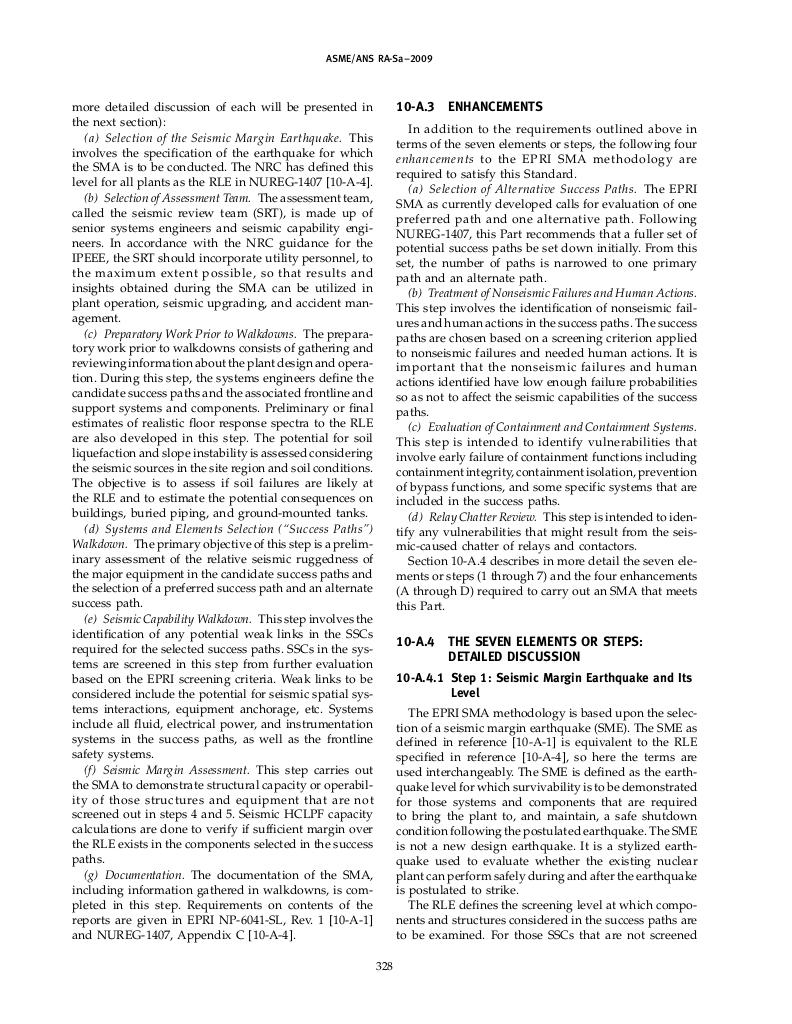 ASME/ANS RA-Sa–2009
more detailed discussion of each will be presented in
the next section):
(a) Selection of the Seismic Margin Earthquake. This
involves the specification of the earthquake for which
the SMA is to be conducted. The NRC has defined this
level for all plants as the RLE in NUREG-1407 [10-A-4].
(b) Selection of Assessment Team. The assessment team,
called the seismic review team (SRT), is made up of
senior systems engineers and seismic capability engi-
neers. In accordance with the NRC guidance for the
IPEEE, the SRT should incorporate utility personnel, to
the maximum extent possible, so that results and
insights obtained during the SMA can be utilized in
plant operation, seismic upgrading, and accident man-
agement.
(c) Preparatory Work Prior to Walkdowns. The prepara-
tory work prior to walkdowns consists of gathering and
reviewing information about the plant design and opera-
tion. During this step, the systems engineers define the
candidate success paths and the associated frontline and
support systems and components. Preliminary or final
estimates of realistic floor response spectra to the RLE
are also developed in this step. The potential for soil
liquefaction and slope instability is assessed considering
the seismic sources in the site region and soil conditions.
The objective is to assess if soil failures are likely at
the RLE and to estimate the potential consequences on
buildings, buried piping, and ground-mounted tanks.
(d) Systems and Elements Selection (“Success Paths”)
Walkdown. The primary objective of this step is a prelim-
inary assessment of the relative seismic ruggedness of
the major equipment in the candidate success paths and
the selection of a preferred success path and an alternate
success path.
(e) Seismic Capability Walkdown. This step involves the
identification of any potential weak links in the SSCs
required for the selected success paths. SSCs in the sys-
tems are screened in this step from further evaluation
based on the EPRI screening criteria. Weak links to be
considered include the potential for seismic spatial sys-
tems interactions, equipment anchorage, etc. Systems
include all fluid, electrical power, and instrumentation
systems in the success paths, as well as the frontline
safety systems.
(f) Seismic Margin Assessment. This step carries out
the SMA to demonstrate structural capacity or operabil-
ity of those structures and equipment that are not
screened out in steps 4 and 5. Seismic HCLPF capacity
calculations are done to verify if sufficient margin over
the RLE exists in the components selected in the success
paths.
(g) Documentation. The documentation of the SMA,
including information gathered in walkdowns, is com-
pleted in this step. Requirements on contents of the
reports are given in EPRI NP-6041-SL, Rev. 1 [10-A-1]
and NUREG-1407, Appendix C [10-A-4].
10-A.3 ENHANCEMENTS
In addition to the requirements outlined above in
terms of the seven elements or steps, the following four
enhancements to the EPRI SMA methodology are
required to satisfy this Standard.
(a) Selection of Alternative Success Paths. The EPRI
SMA as currently developed calls for evaluation of one
preferred path and one alternative path. Following
NUREG-1407, this Part recommends that a fuller set of
potential success paths be set down initially. From this
set, the number of paths is narrowed to one primary
path and an alternate path.
(b) Treatment of Nonseismic Failures and Human Actions.
This step involves the identification of nonseismic fail-
ures and human actions in the success paths. The success
paths are chosen based on a screening criterion applied
to nonseismic failures and needed human actions. It is
important that the nonseismic failures and human
actions identified have low enough failure probabilities
so as not to affect the seismic capabilities of the success
paths.
(c) Evaluation of Containment and Containment Systems.
This step is intended to identify vulnerabilities that
involve early failure of containment functions including
containment integrity, containment isolation, prevention
of bypass functions, and some specific systems that are
included in the success paths.
(d) Relay Chatter Review. This step is intended to iden-
tify any vulnerabilities that might result from the seis-
mic-caused chatter of relays and contactors.
Section 10-A.4 describes in more detail the seven ele-
ments or steps (1 through 7) and the four enhancements
(A through D) required to carry out an SMA that meets
this Part.
10-A.4 THE SEVEN ELEMENTS OR STEPS:
DETAILED DISCUSSION
10-A.4.1 Step 1: Seismic Margin Earthquake and Its
Level
The EPRI SMA methodology is based upon the selec-
tion of a seismic margin earthquake (SME). The SME as
defined in reference [10-A-1] is equivalent to the RLE
specified in reference [10-A-4], so here the terms are
used interchangeably. The SME is defined as the earth-
quake level for which survivability is to be demonstrated
for those systems and components that are required
to bring the plant to, and maintain, a safe shutdown
condition following the postulated earthquake. The SME
is not a new design earthquake. It is a stylized earth-
quake used to evaluate whether the existing nuclear
plant can perform safely during and after the earthquake
is postulated to strike.
The RLE defines the screening level at which compo-
nents and structures considered in the success paths are
to be examined. For those SSCs that are not screened
328